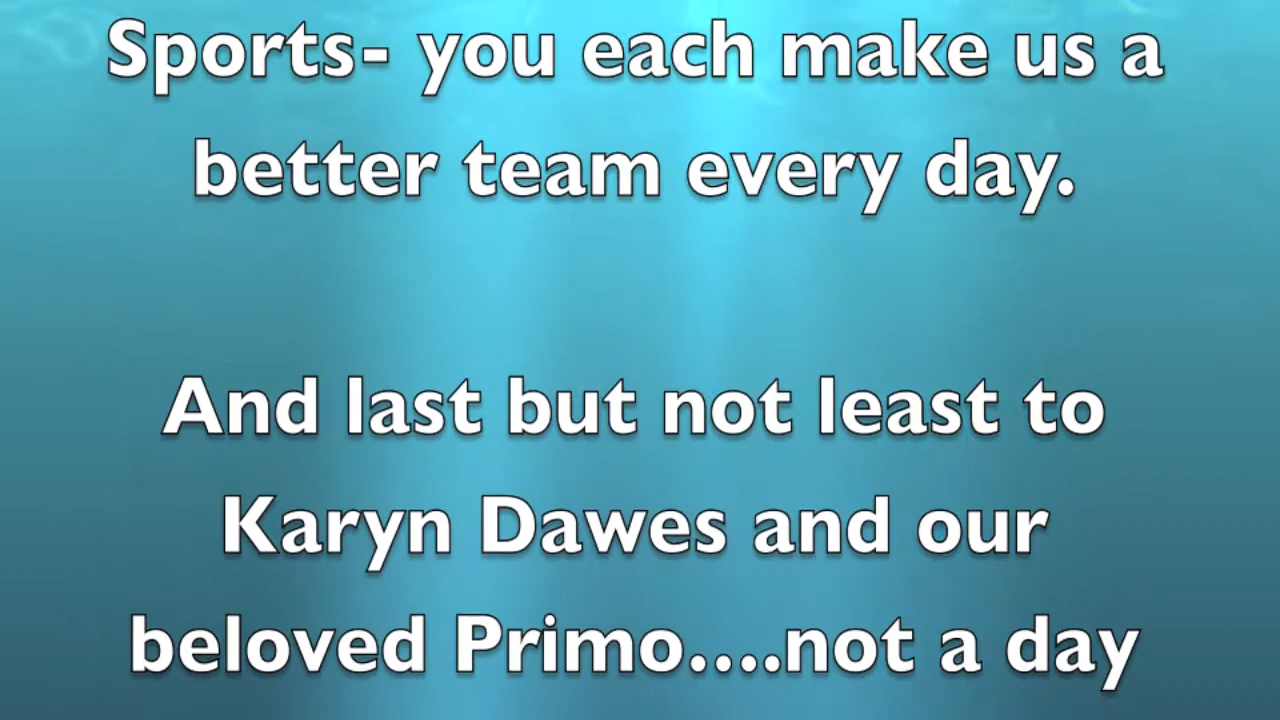 Sports- you each make us a
better team every day.
And last but not least to
Karyn Dawes and our
beloved Primo....not a day